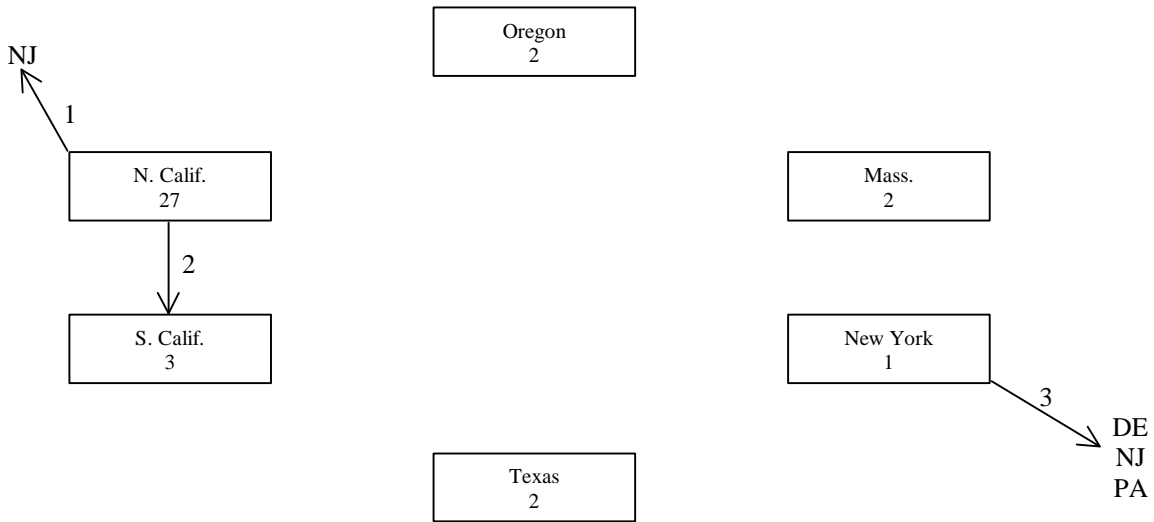 Oregon
2
NJ
1
N. Calif.
27
Mass.
2
2
S. Calif.
3
New York
1
3
DE
NJ
PA
Texas
2